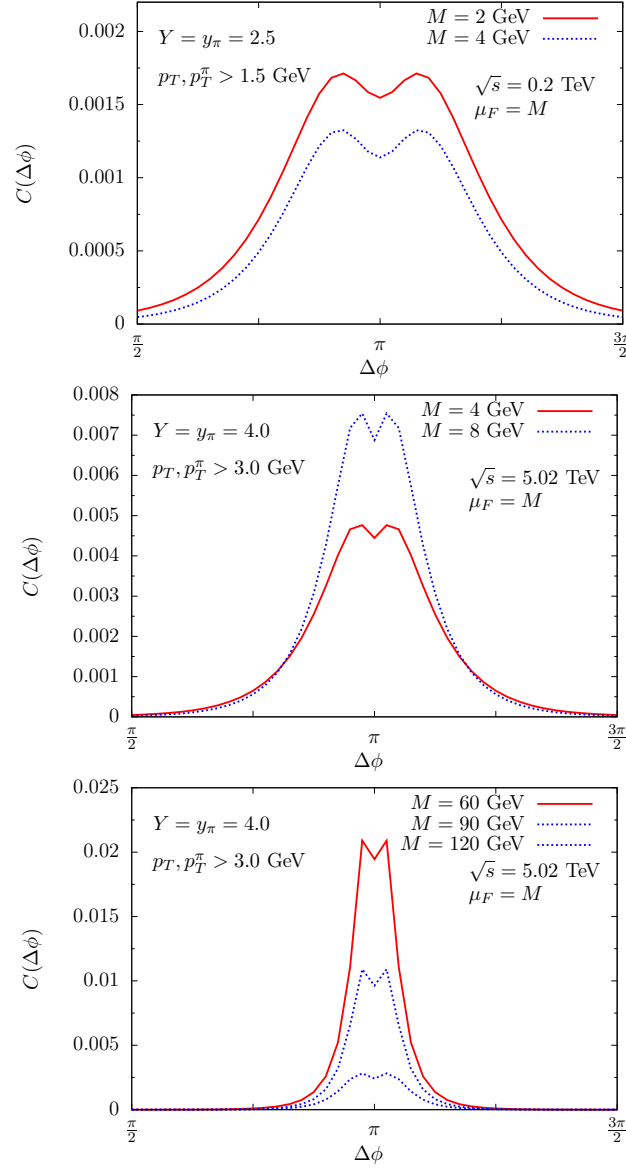 0.002
0.0015
0.001
0.0005
0
C(Δϕ)
Y = y_π = 2.5
p_T, p_T^π > 1.5 GeV
M = 2 GeV
M = 4 GeV
√s = 0.2 TeV
μ_F = M
π/2
π
3π/2
Δϕ
0.008
0.007
0.006
0.005
0.004
0.003
0.002
0.001
0
C(Δϕ)
Y = y_π = 4.0
p_T, p_T^π > 3.0 GeV
M = 4 GeV
M = 8 GeV
√s = 5.02 TeV
μ_F = M
π/2
π
3π/2
Δϕ
0.025
0.02
0.015
0.01
0.005
0
C(Δϕ)
Y = y_π = 4.0
p_T, p_T^π > 3.0 GeV
M = 60 GeV
M = 90 GeV
M = 120 GeV
√s = 5.02 TeV
μ_F = M
π/2
π
3π/2
Δϕ